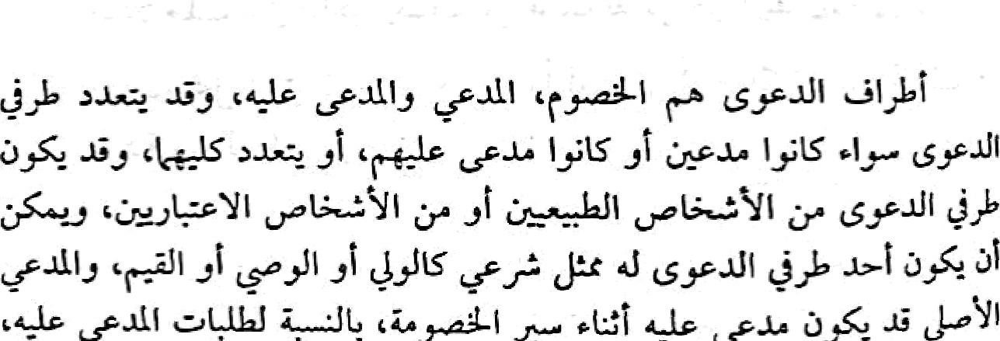 أطراف الدعوى هم الخصوم، المدعي والمدعى عليه، وقد يتعدد طرفي
الدعوى سواء كانوا مدعين أو كانوا مدعى عليهم، أو يتعدد كليهما، وقد يكون
طرفي الدعوى من الأشخاص الطبيعيين أو من الأشخاص الاعتباريين، ويمكن
أن يكون أحد طرفي الدعوى له ممثل شرعي كالولي أو الوصي أو القيم، والمدعي
الأصلي قد يكون مدعى عليه أثناء سير الخصومة، بالنسبة لطلبات المدعى عليه،